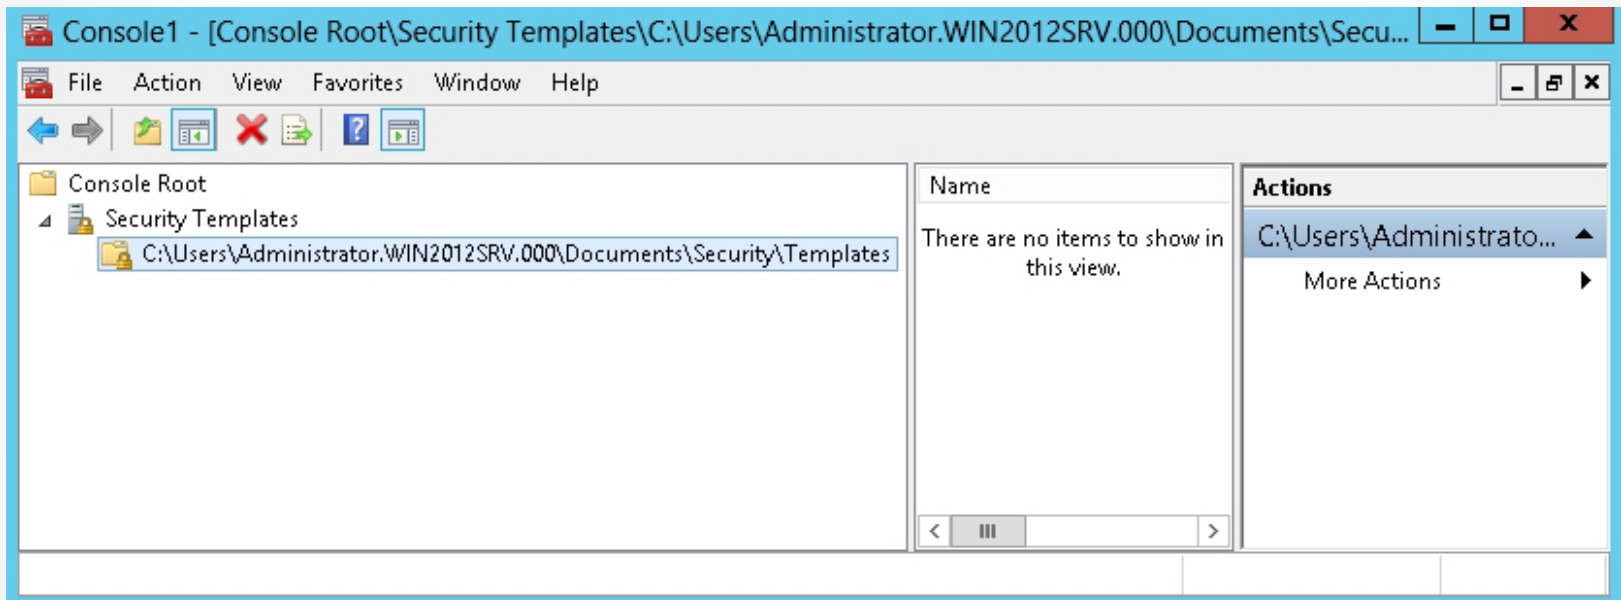 Console1 - [Console Root\Security Templates\C:\Users\Administrator.WIN2012SRV.000\Documents\Secu...
File Action View Favorites Window Help
Console Root
Security Templates
C:\Users\Administrator.WIN2012SRV.000\Documents\Security\Templates
Name
There are no items to show in
this view.
Actions
C:\Users\Administrato...
More Actions